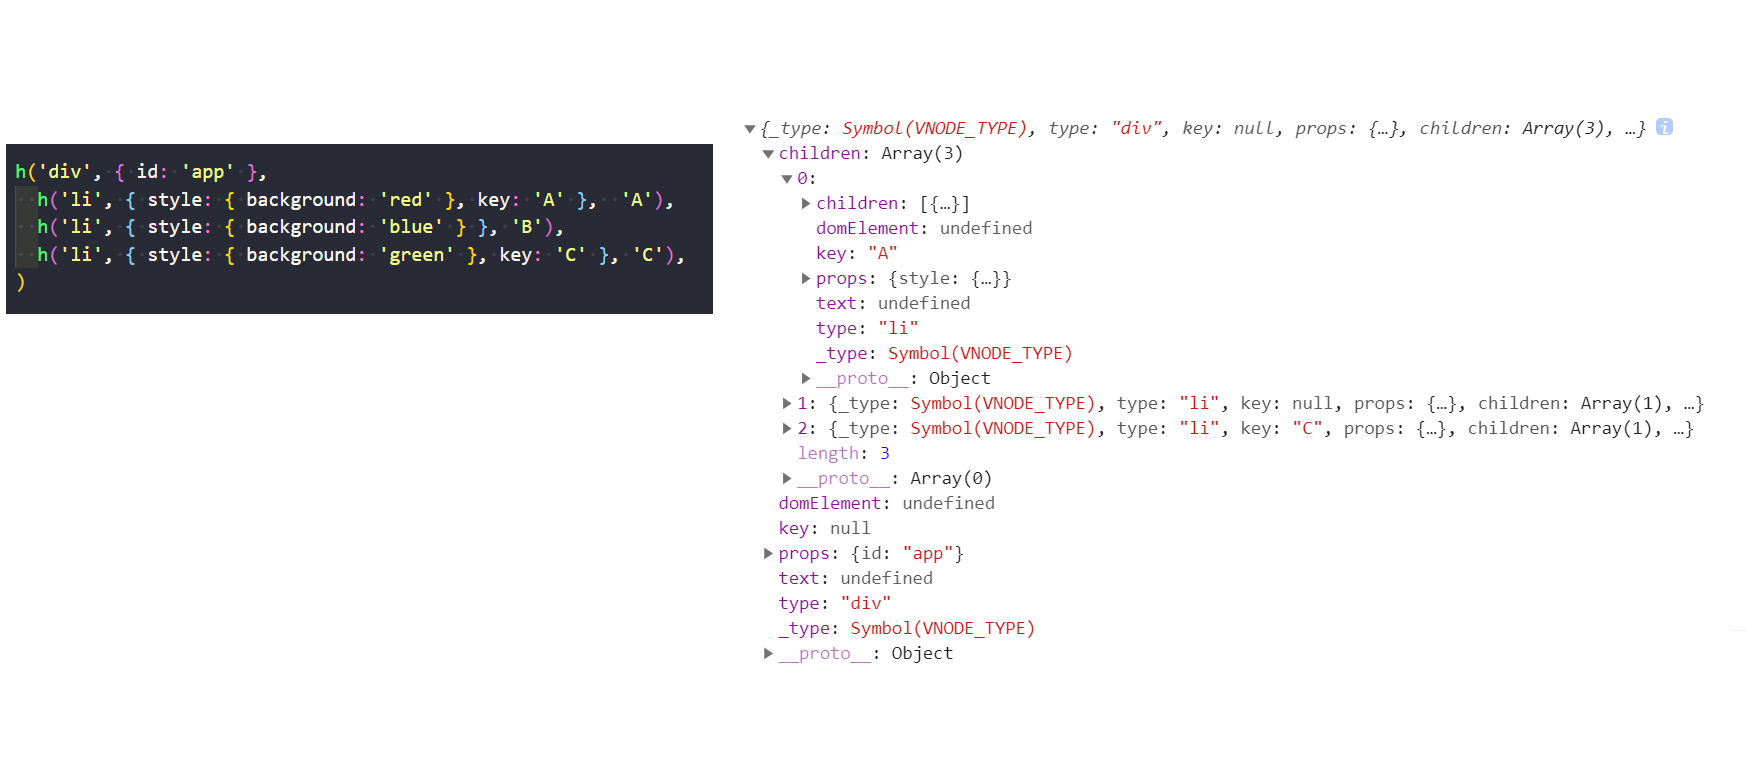 h('div', { id: 'app' },
h('li', { style: { background: 'red' }, key: 'A' }, 'A'),
h('li', { style: { background: 'blue' } }, 'B'),
h('li', { style: { background: 'green' }, key: 'C' }, 'C'),
)
{_type: Symbol(VNODE_TYPE), type: "div", key: null, props: {…}, children: Array(3), …} i
children: Array(3)
0:
children: [{…}]
domElement: undefined
key: "A"
props: {style: {…}}
text: undefined
type: "li"
_type: Symbol(VNODE_TYPE)
__proto__: Object
1: {_type: Symbol(VNODE_TYPE), type: "li", key: null, props: {…}, children: Array(1), …}
2: {_type: Symbol(VNODE_TYPE), type: "li", key: "C", props: {…}, children: Array(1), …}
length: 3
__proto__: Array(0)
domElement: undefined
key: null
props: {id: "app"}
text: undefined
type: "div"
_type: Symbol(VNODE_TYPE)
__proto__: Object